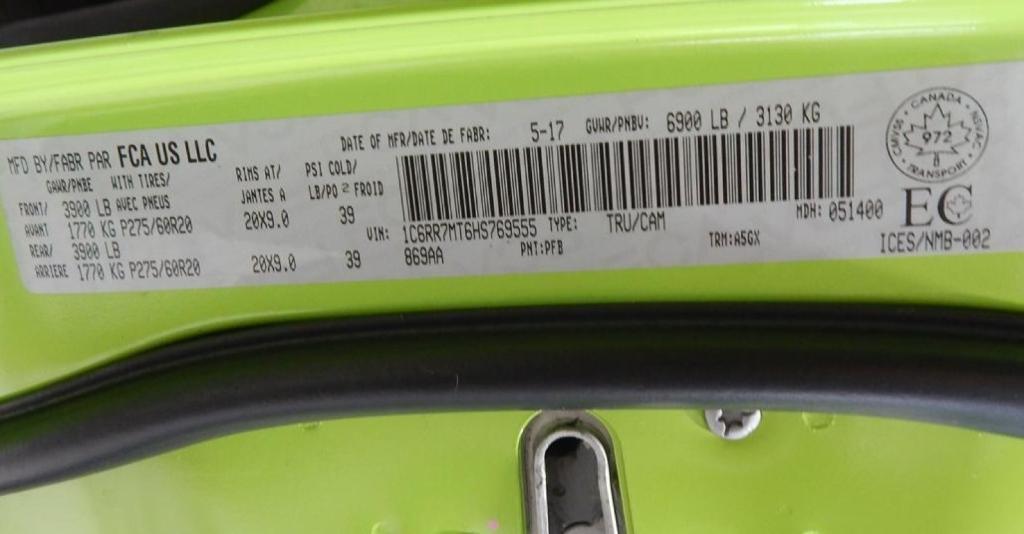 MFD BY/FABR PAR FCA US LLC
DATE OF MFR/DATE DE FABR: 5-17 GVWR/PNBV: 6900 LB / 3130 KG
GAWR/PNBE WITH TIRES/ RIMS AT/ PSI COLD/
FRONT/ 3900 LB AVEC PNEUS JANTES A LB/PO² FROID
AVANT 1770 KG P275/60R20 20X9.0 39
REAR/ 3900 LB
ARRIERE 1770 KG P275/60R20 20X9.0 39
VIN: 1C6RR7MT6HS769555 TYPE: TRU/CAM MDH: 051400
869AA PNT:PFB TRM:A5GX
CANADA
CMVSS NSVAC
972
TRANSPORT
EC
ICES/NMB-002